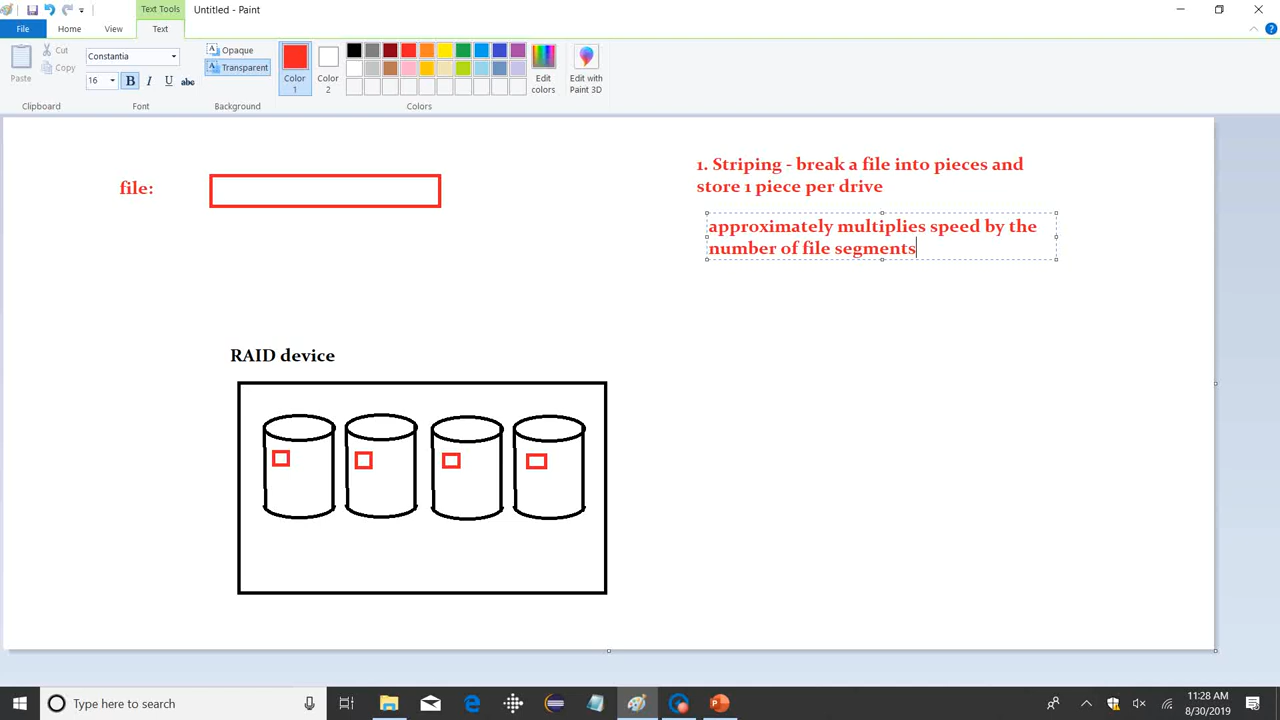 Text Tools
Untitled - Paint
File
Home
View
Text
Paste
Cut
Copy
Clipboard
Constantia
16
B I U abc
Font
Opaque
Transparent
Background
Color 1
Color 2
Colors
Edit colors
Edit with Paint 3D
file:
1. Striping - break a file into pieces and
store 1 piece per drive
approximately multiplies speed by the
number of file segments
RAID device
Type here to search
11:28 AM
8/30/2019